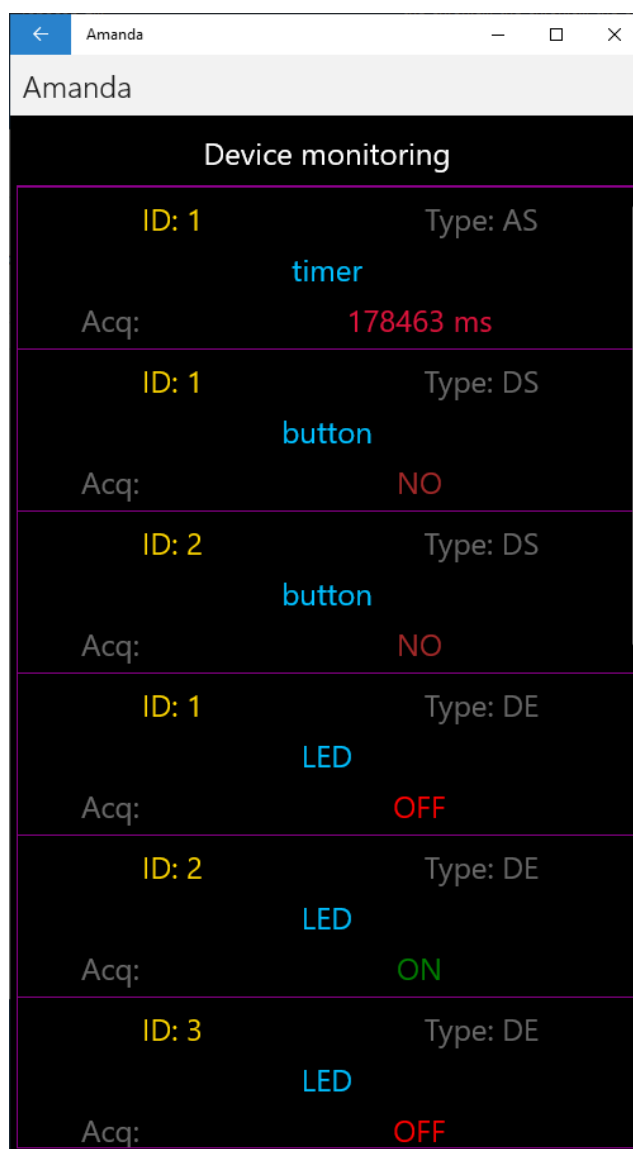 Amanda
Amanda
Device monitoring
ID: 1 Type: AS
timer
Acq: 178463 ms
ID: 1 Type: DS
button
Acq: NO
ID: 2 Type: DS
button
Acq: NO
ID: 1 Type: DE
LED
Acq: OFF
ID: 2 Type: DE
LED
Acq: ON
ID: 3 Type: DE
LED
Acq: OFF